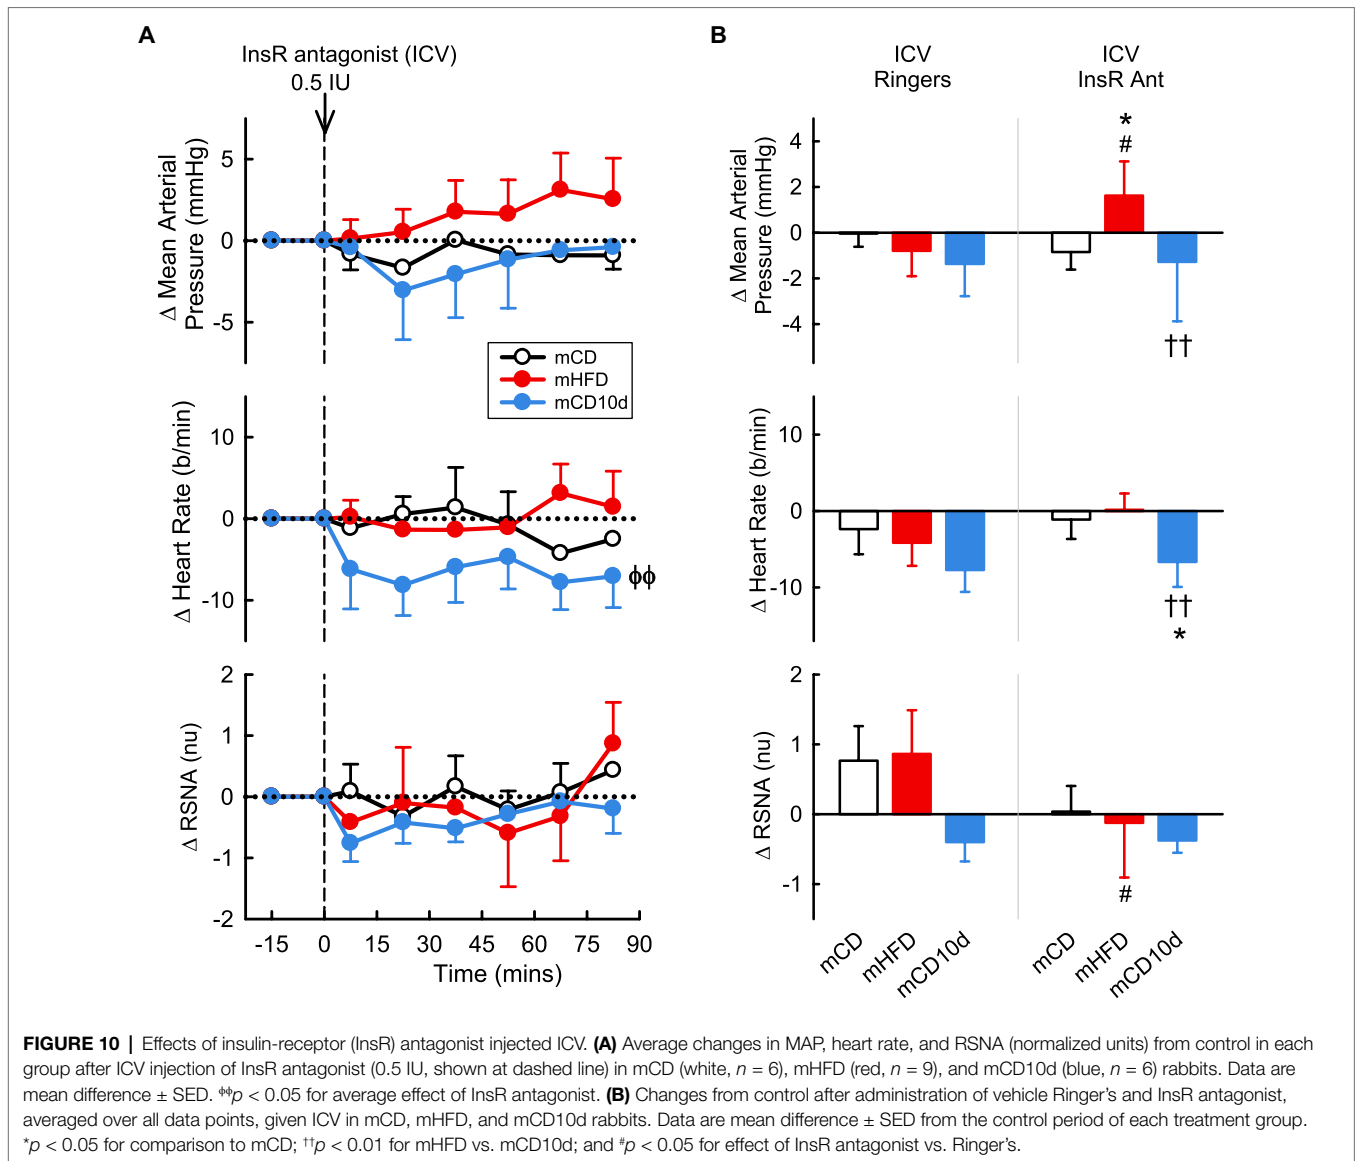 A
InsR antagonist (ICV)
0.5 IU
Δ Mean Arterial
Pressure (mmHg)
5
0
-5
mCD
mHFD
mCD10d
Δ Heart Rate (b/min)
10
0
-10
ϕϕ
Δ RSNA (nu)
2
1
0
-1
-2
-15 0 15 30 45 60 75 90
Time (mins)
B
ICV
Ringers
ICV
InsR Ant
Δ Mean Arterial
Pressure (mmHg)
4
2
0
-2
-4
*
#
††
Δ Heart Rate (b/min)
10
0
-10
††
*
Δ RSNA (nu)
2
1
0
-1
#
mCD mHFD mCD10d mCD mHFD mCD10d
FIGURE 10 | Effects of insulin-receptor (InsR) antagonist injected ICV. (A) Average changes in MAP, heart rate, and RSNA (normalized units) from control in each
group after ICV injection of InsR antagonist (0.5 IU, shown at dashed line) in mCD (white, n = 6), mHFD (red, n = 9), and mCD10d (blue, n = 6) rabbits. Data are
mean difference ± SED. ϕϕp < 0.05 for average effect of InsR antagonist. (B) Changes from control after administration of vehicle Ringer's and InsR antagonist,
averaged over all data points, given ICV in mCD, mHFD, and mCD10d rabbits. Data are mean difference ± SED from the control period of each treatment group.
*p < 0.05 for comparison to mCD; ††p < 0.01 for mHFD vs. mCD10d; and #p < 0.05 for effect of InsR antagonist vs. Ringer's.